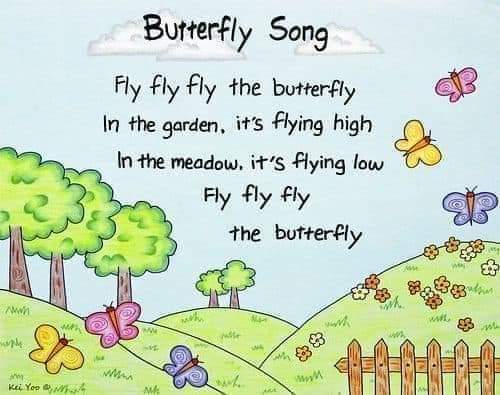 Butterfly Song
Fly fly fly the butterfly
In the garden, it's flying high
In the meadow, it's flying low
Fly fly fly
the butterfly
Kei Yoo ©